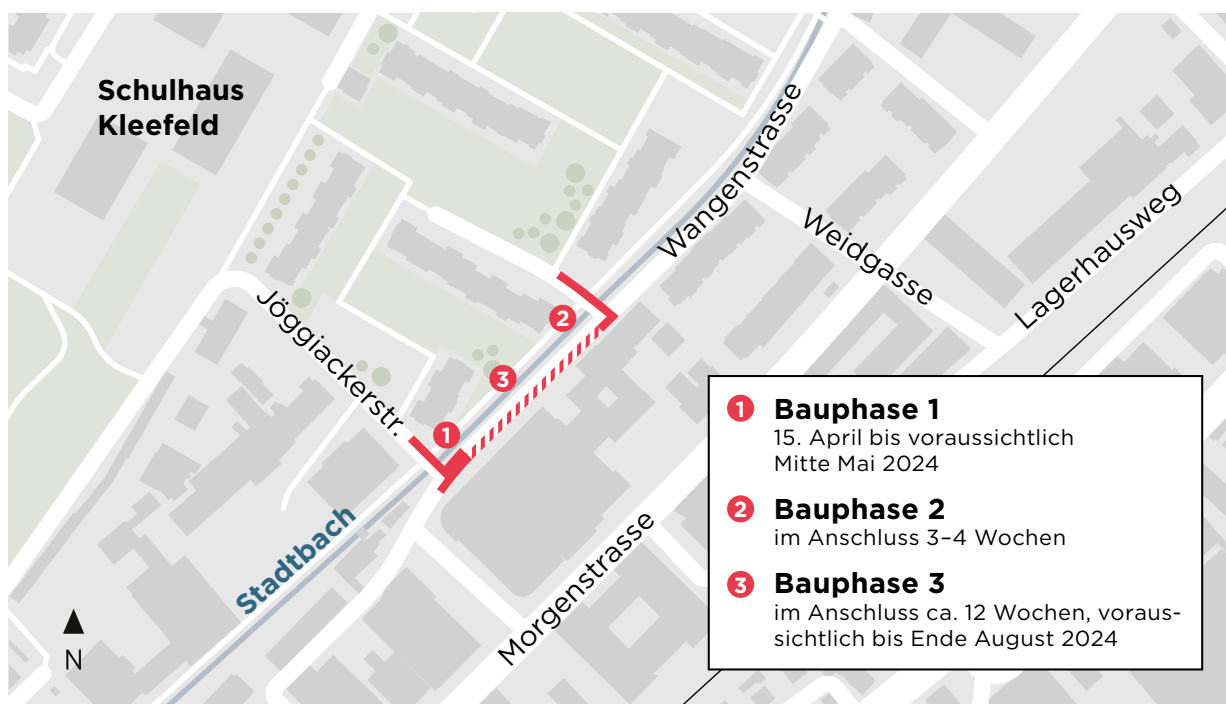 Schulhaus
Kleefeld
Wangenstrasse
Weidgasse
Lagerhausweg
Jöggiackerstr.
2
3
1
Stadtbach
Morgenstrasse
N
1 Bauphase 1
15. April bis voraussichtlich
Mitte Mai 2024
2 Bauphase 2
im Anschluss 3–4 Wochen
3 Bauphase 3
im Anschluss ca. 12 Wochen, voraus-
sichtlich bis Ende August 2024